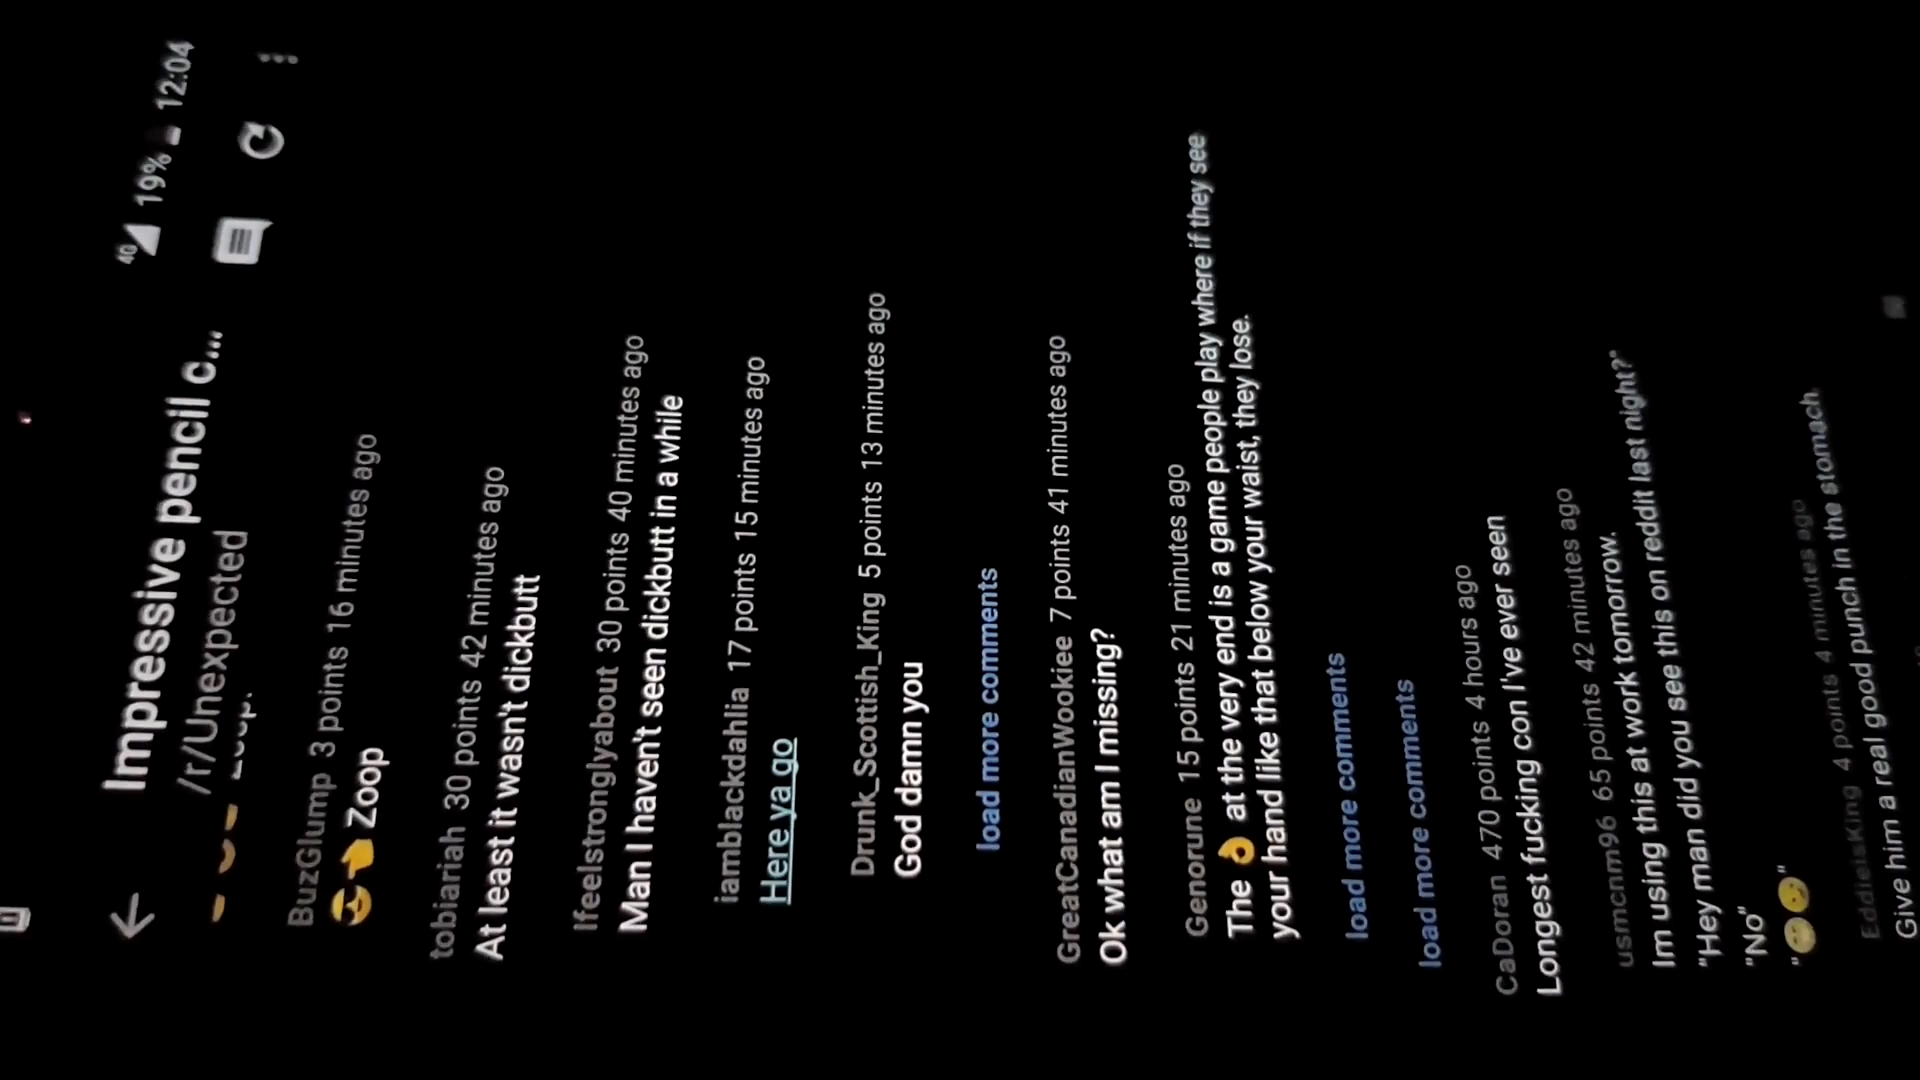 4G 19% 12:04
Impressive pencil c...
/r/Unexpected
BuzGlump 3 points 16 minutes ago
😎👈 Zoop
tobiariah 30 points 42 minutes ago
At least it wasn't dickbutt
Ifeelstronglyabout 30 points 40 minutes ago
Man I haven't seen dickbutt in a while
iamblackdahlia 17 points 15 minutes ago
Here ya go
Drunk_Scottish_King 5 points 13 minutes ago
God damn you
load more comments
GreatCanadianWookiee 7 points 41 minutes ago
Ok what am I missing?
Genorune 15 points 21 minutes ago
The 👌 at the very end is a game people play where if they see
your hand like that below your waist, they lose.
load more comments
load more comments
CaDoran 470 points 4 hours ago
Longest fucking con I've ever seen
usmcnm96 65 points 42 minutes ago
Im using this at work tomorrow.
"Hey man did you see this on reddit last night?"
"No"
" "
EddieisKing 4 points 4 minutes ago
Give him a real good punch in the stomach.